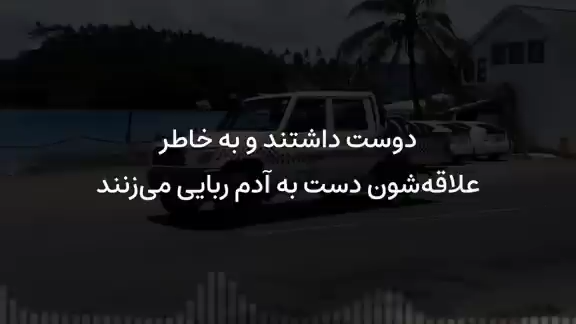 دوست داشتند و به خاطر
علاقه‌شون دست به آدم ربایی می‌زنند